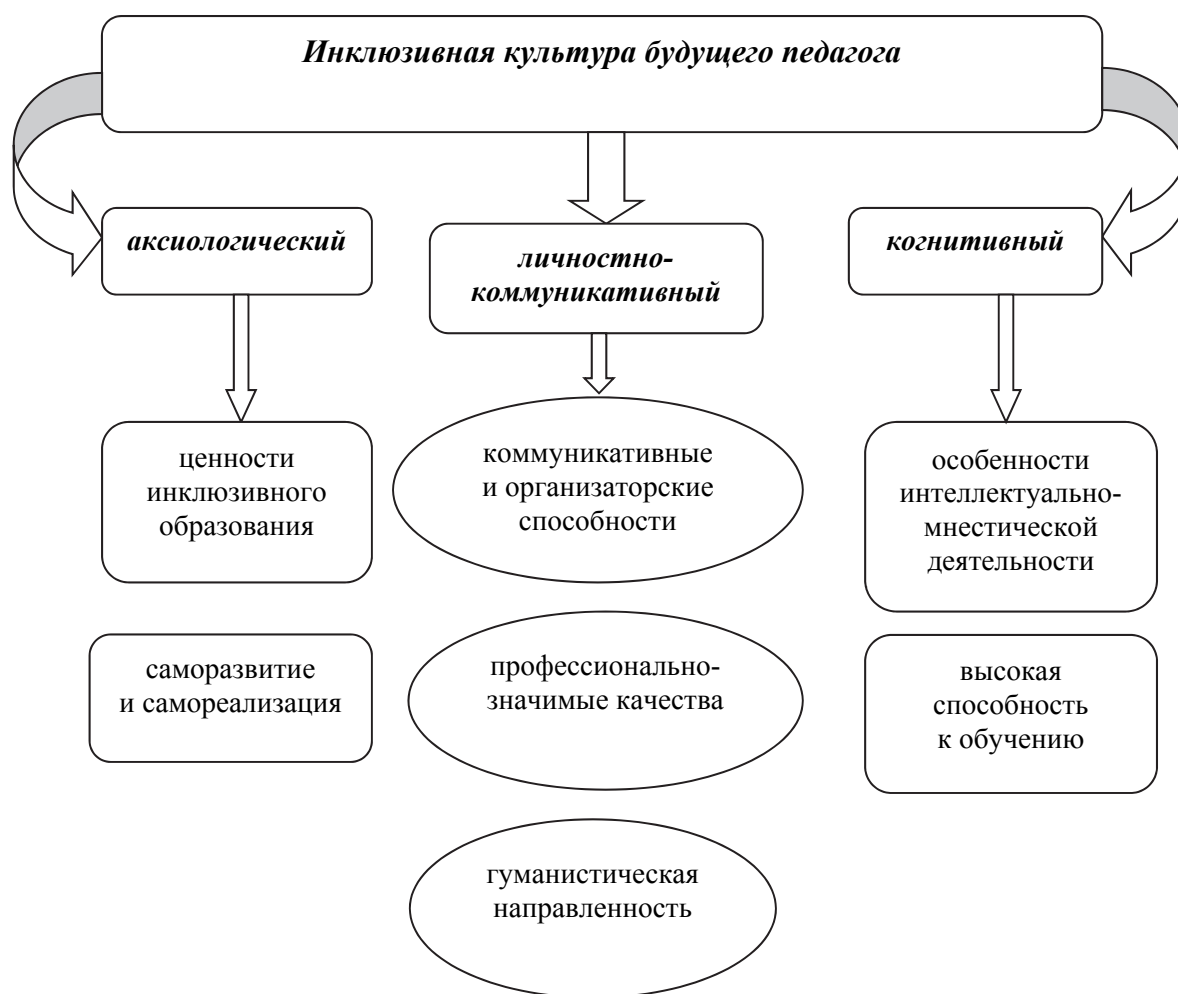 Инклюзивная культура будущего педагога
аксиологический
личностно-
коммуникативный
когнитивный
ценности
инклюзивного
образования
коммуникативные
и организаторские
способности
особенности
интеллектуально-
мнестической
деятельности
саморазвитие
и самореализация
профессионально-
значимые качества
высокая
способность
к обучению
гуманистическая
направленность